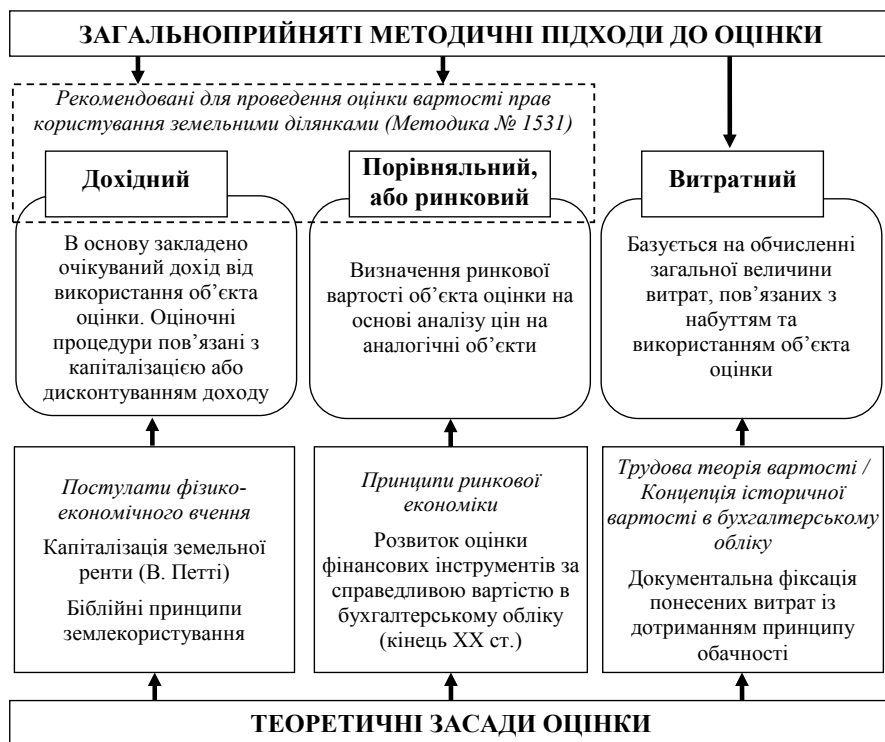 ЗАГАЛЬНОПРИЙНЯТІ МЕТОДИЧНІ ПІДХОДИ ДО ОЦІНКИ
Рекомендовані для проведення оцінки вартості прав
користування земельними ділянками (Методика № 1531)
Дохідний
В основу закладено
очікуваний дохід від
використання об’єкта
оцінки. Оціночні
процедури пов’язані з
капіталізацією або
дисконтуванням доходу
Порівняльний,
або ринковий
Визначення ринкової
вартості об’єкта оцінки на
основі аналізу цін на
аналогічні об’єкти
Витратний
Базується на обчисленні
загальної величини
витрат, пов’язаних з
набуттям та
використанням об’єкта
оцінки
Постулати фізико-
економічного вчення
Капіталізація земельної
ренти (В. Петті)
Біблійні принципи
землекористування
Принципи ринкової
економіки
Розвиток оцінки
фінансових інструментів за
справедливою вартістю в
бухгалтерському обліку
(кінець ХХ ст.)
Трудова теорія вартості /
Концепція історичної
вартості в бухгалтерському
обліку
Документальна фіксація
понесених витрат із
дотриманням принципу
обачності
ТЕОРЕТИЧНІ ЗАСАДИ ОЦІНКИ